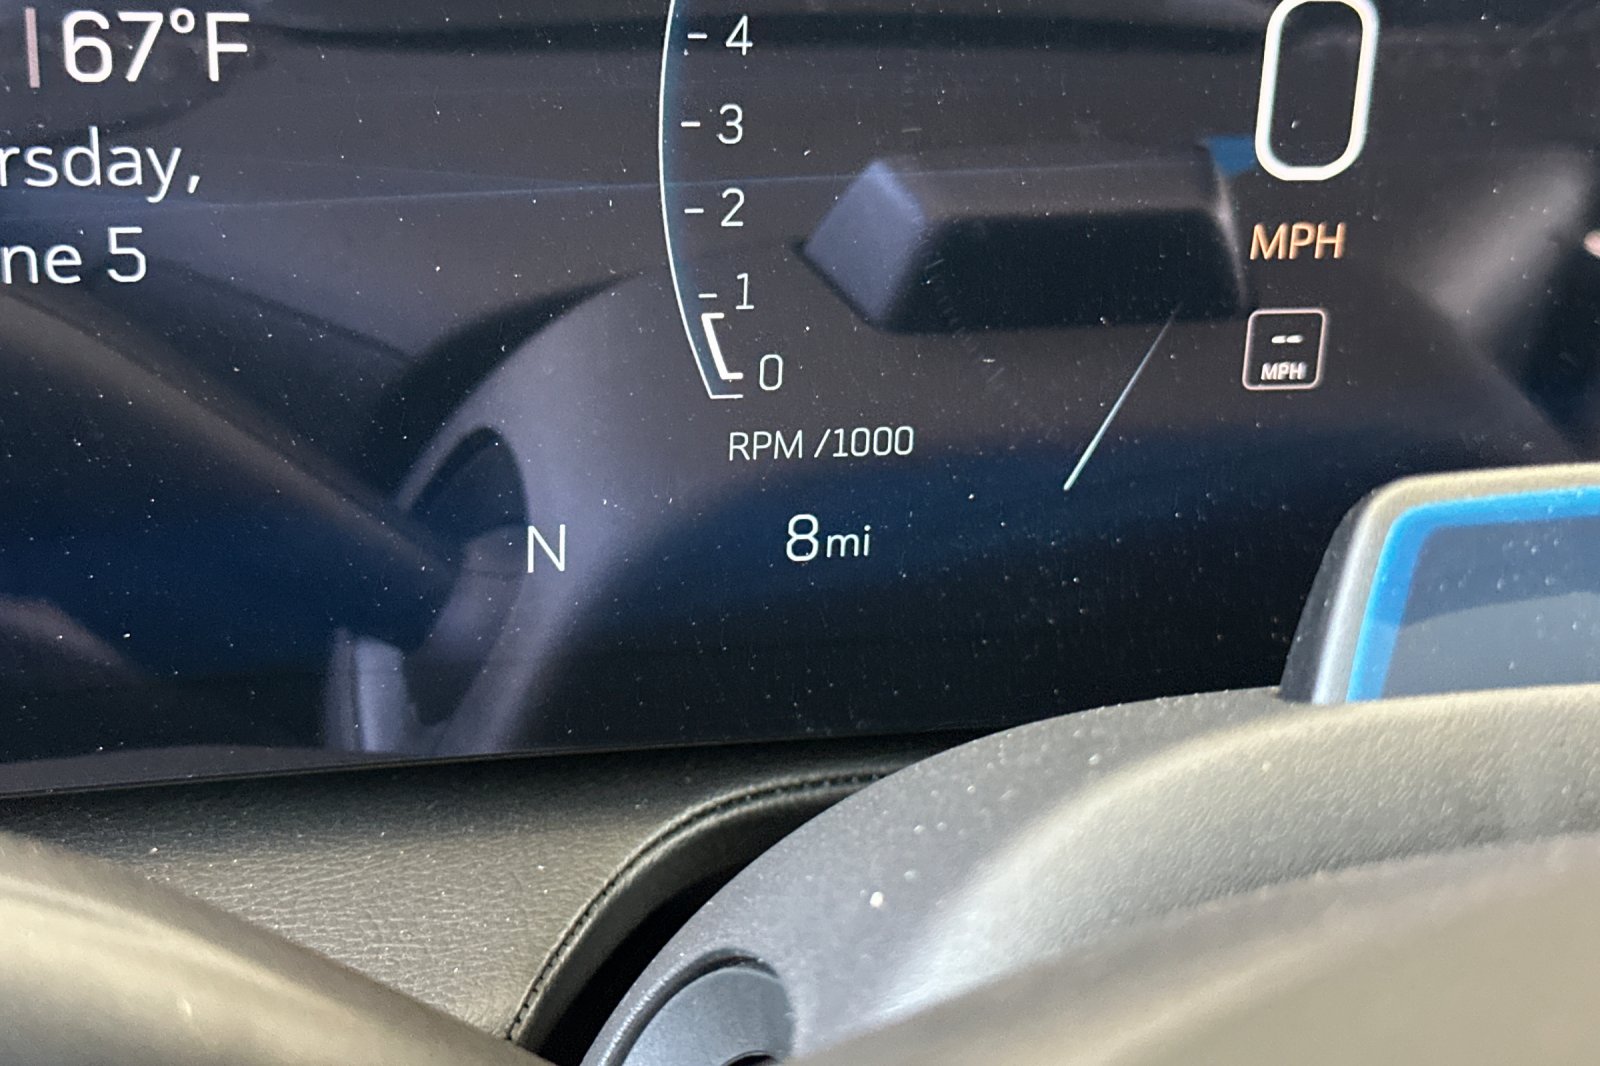 67°F
rsday,
ne 5
4
3
2
1
0
RPM /1000
N
8mi
0
MPH
--
MPH